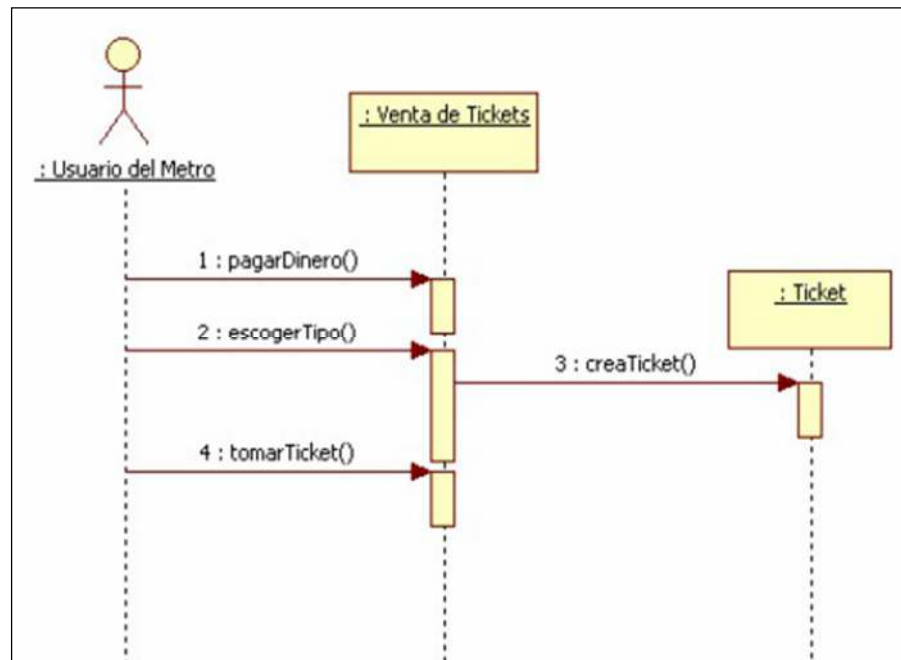 : Venta de Tickets
: Usuario del Metro
1 : pagarDinero()
: Ticket
2 : escogerTipo()
3 : creaTicket()
4 : tomarTicket()